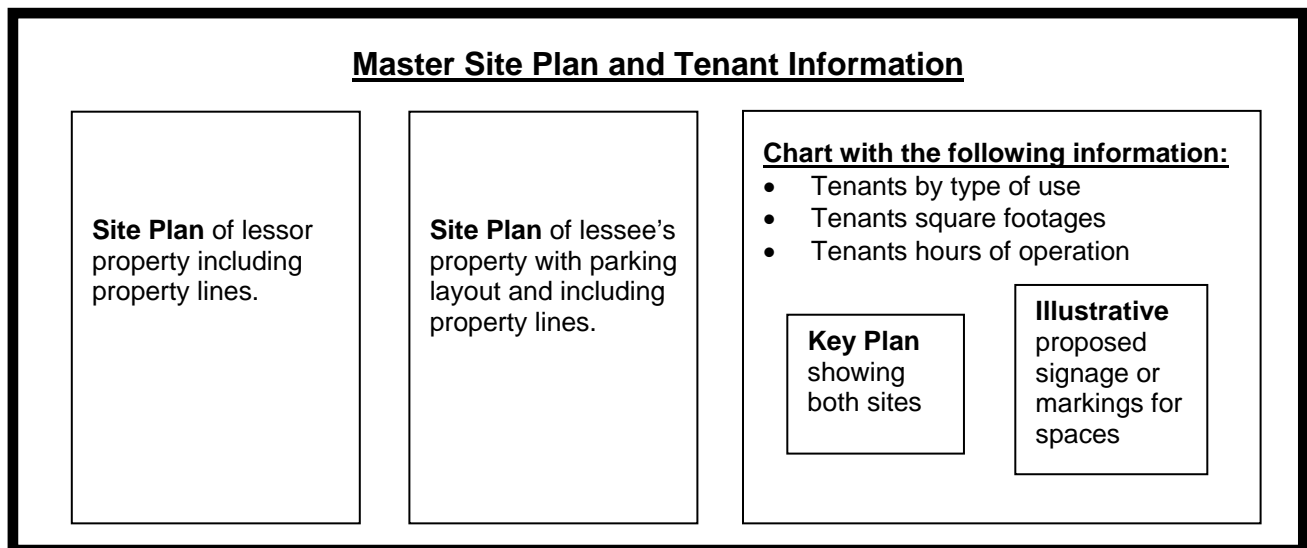 Master Site Plan and Tenant Information
Site Plan of lessor
property including
property lines.
Site Plan of lessee’s
property with parking
layout and including
property lines.
Chart with the following information:
• Tenants by type of use
• Tenants square footages
• Tenants hours of operation
Key Plan
showing
both sites
Illustrative
proposed
signage or
markings for
spaces